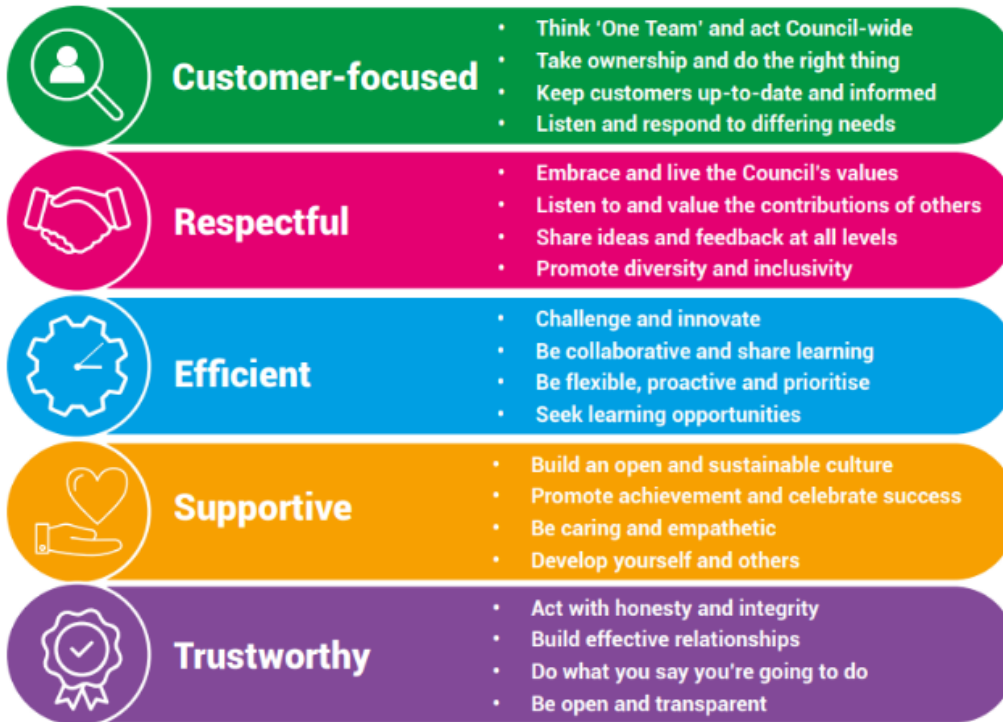 Customer-focused
• Think ‘One Team’ and act Council-wide
• Take ownership and do the right thing
• Keep customers up-to-date and informed
• Listen and respond to differing needs
Respectful
• Embrace and live the Council's values
• Listen to and value the contributions of others
• Share ideas and feedback at all levels
• Promote diversity and inclusivity
Efficient
• Challenge and innovate
• Be collaborative and share learning
• Be flexible, proactive and prioritise
• Seek learning opportunities
Supportive
• Build an open and sustainable culture
• Promote achievement and celebrate success
• Be caring and empathetic
• Develop yourself and others
Trustworthy
• Act with honesty and integrity
• Build effective relationships
• Do what you say you're going to do
• Be open and transparent